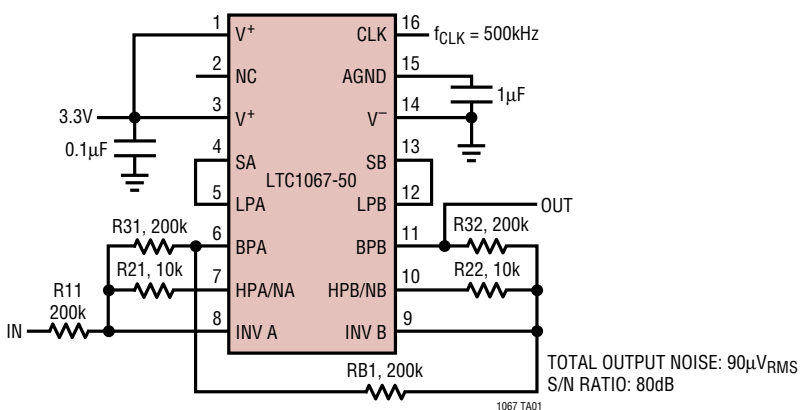 1 V+ CLK 16 fCLK = 500kHz
2 NC AGND 15
1µF
3.3V 3 V+ V− 14
0.1µF
4 SA SB 13
LTC1067-50
5 LPA LPB 12
OUT
R31, 200k 6 BPA BPB 11 R32, 200k
R21, 10k 7 HPA/NA HPB/NB 10 R22, 10k
R11
200k
IN 8 INV A INV B 9
RB1, 200k
TOTAL OUTPUT NOISE: 90µVRMS
S/N RATIO: 80dB
1067 TA01